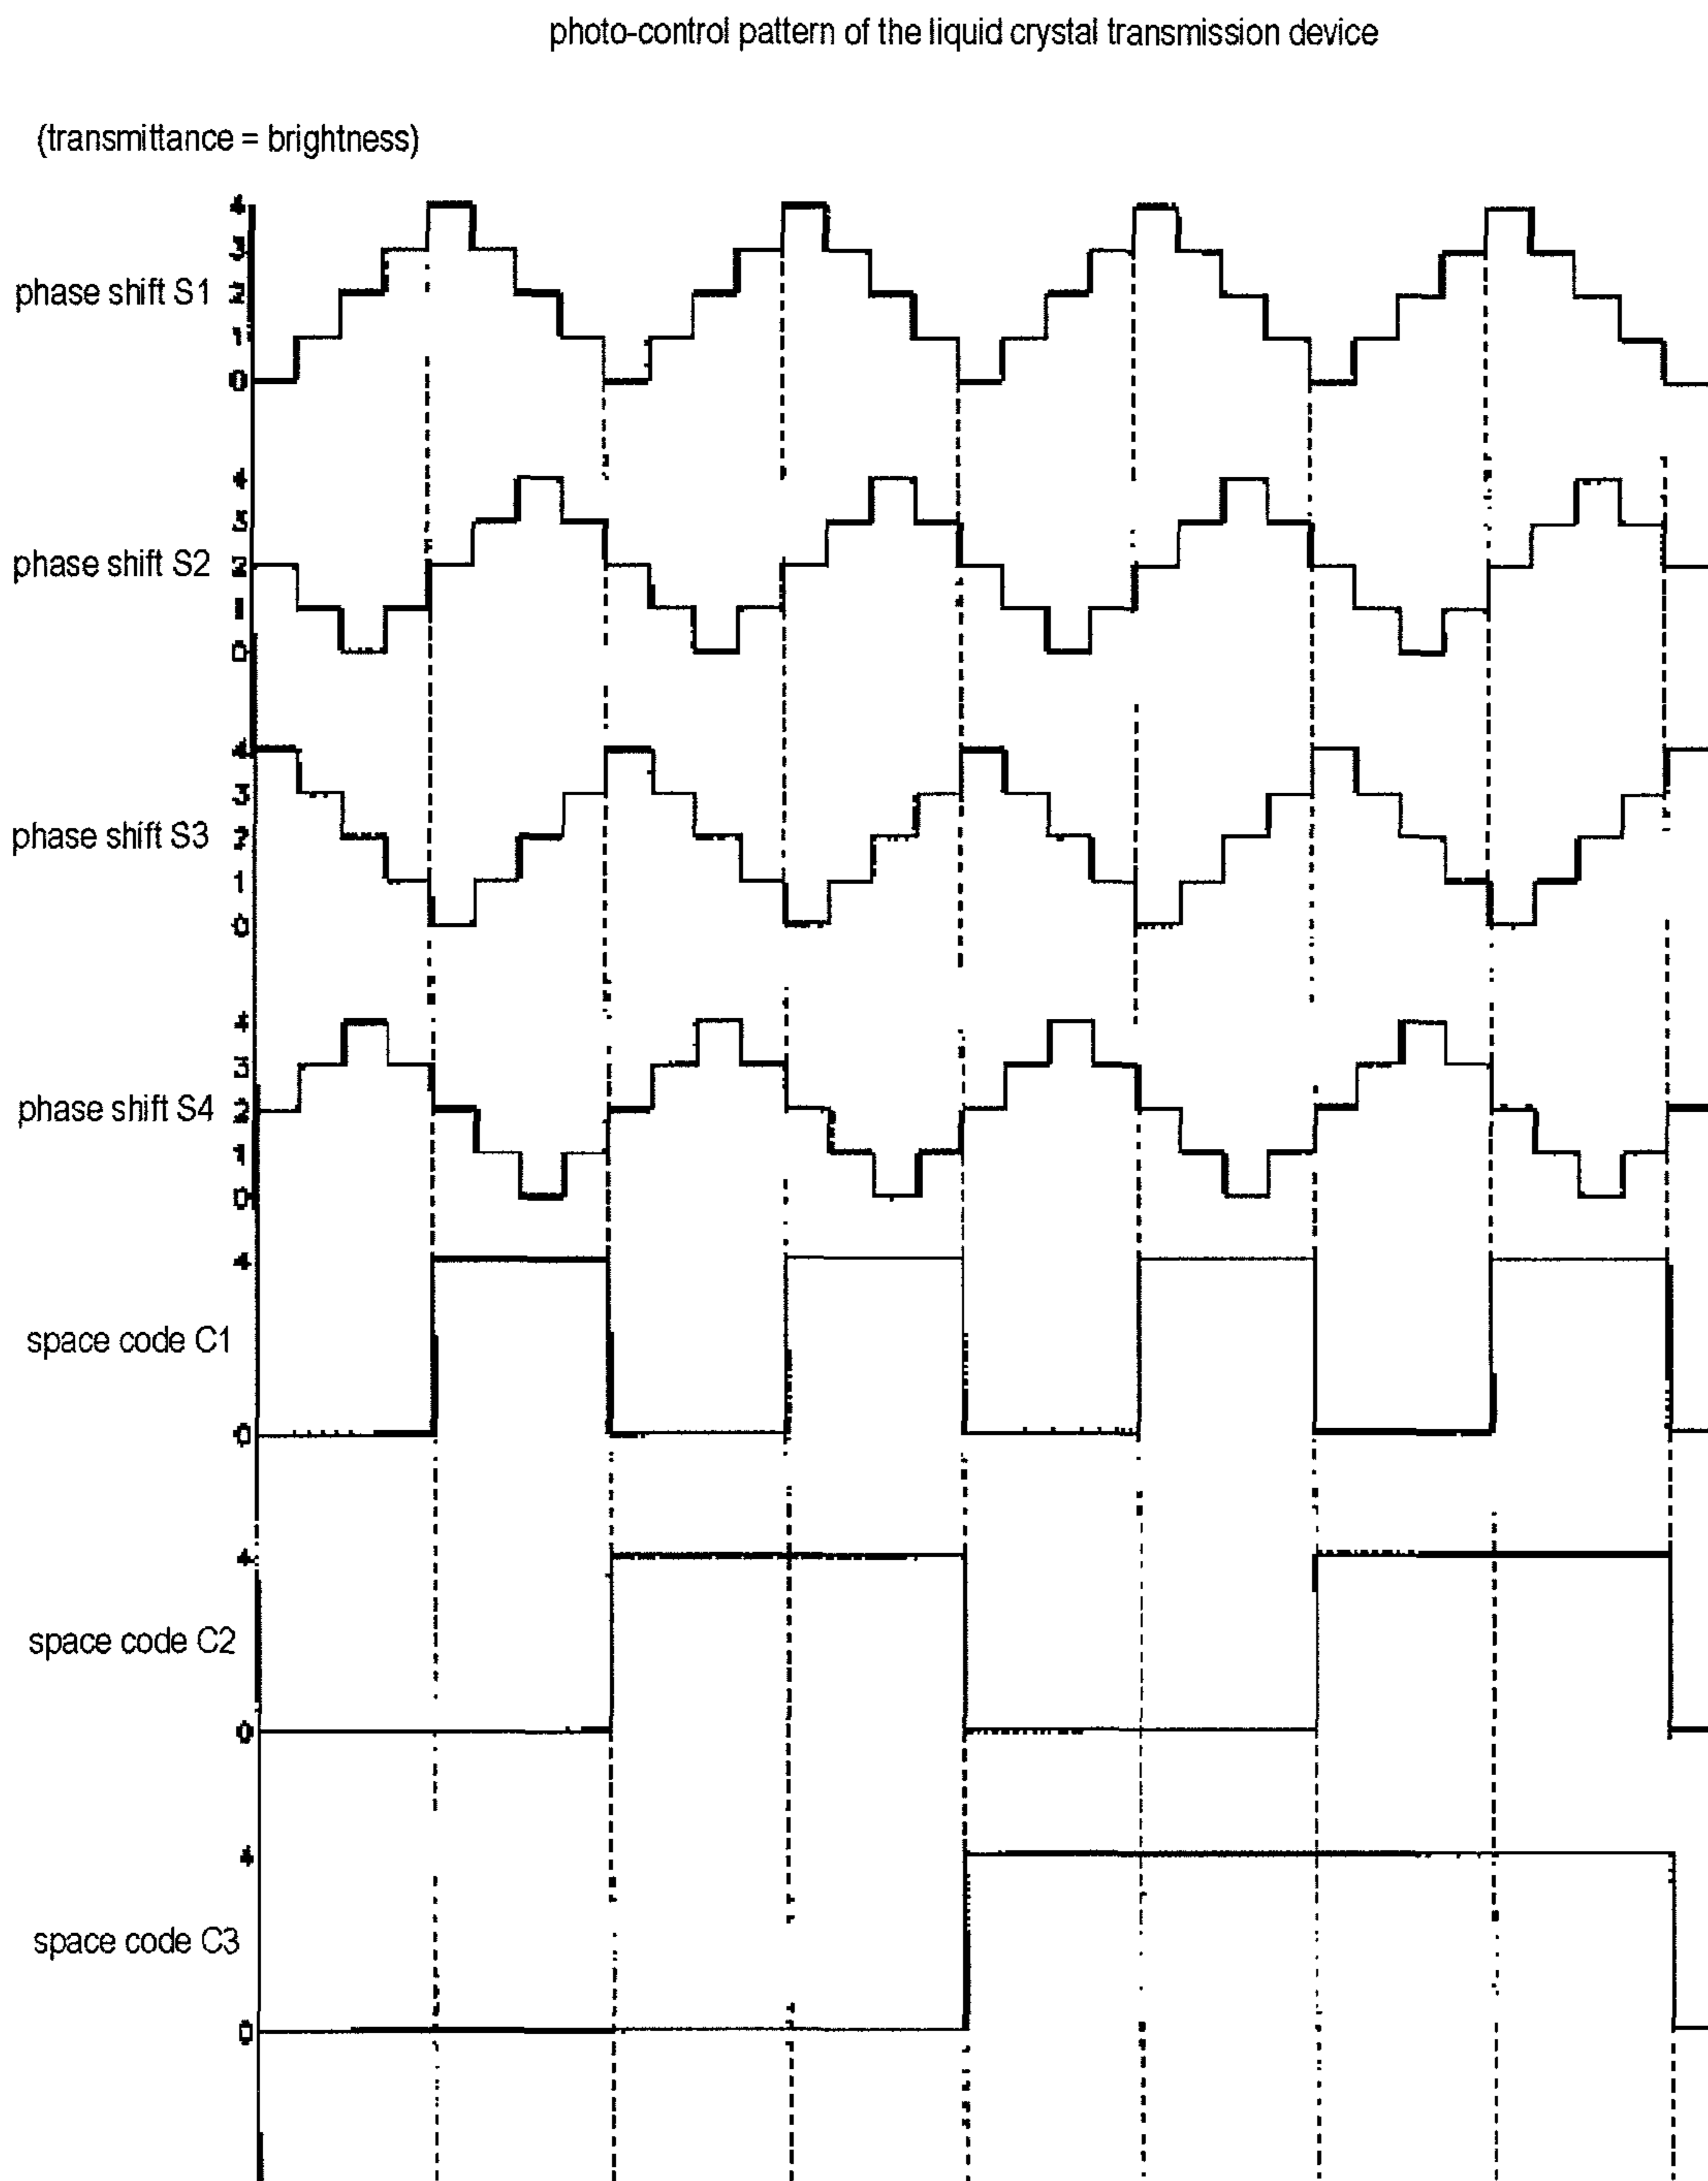 photo-control pattern of the liquid crystal transmission device
(transmittance = brightness)
4
3
phase shift S1 2
1
0
4
3
phase shift S2 2
1
0
4
3
phase shift S3 2
1
0
4
3
phase shift S4 2
1
0
4
space code C1
0
4
space code C2
0
4
space code C3
0